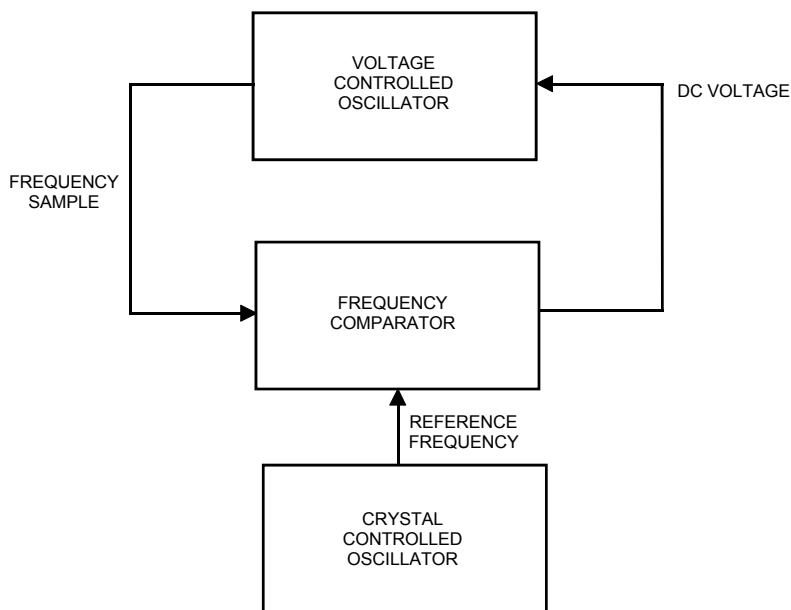 VOLTAGE
CONTROLLED
OSCILLATOR
DC VOLTAGE
FREQUENCY
SAMPLE
FREQUENCY
COMPARATOR
REFERENCE
FREQUENCY
CRYSTAL
CONTROLLED
OSCILLATOR